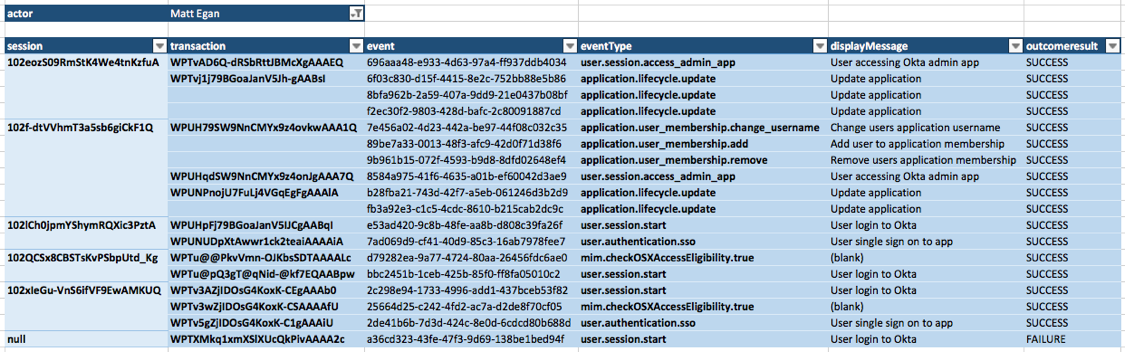 actor Matt Egan
session transaction event eventType displayMessage outcomeresult
102eozS09RmStK4We4tnKzfuA WPTvAD6Q-dRSbRttJBMcXgAAAEQ 696aaa48-e933-4d63-97a4-ff937ddb4034 user.session.access_admin_app User accessing Okta admin app SUCCESS
WPTvj1j79BGoaJanV5Jh-gAABsI 6f03c830-d15f-4415-8e2c-752bb88e5b86 application.lifecycle.update Update application SUCCESS
8bfa962b-2a59-407a-9dd9-21e0437b08bf application.lifecycle.update Update application SUCCESS
f2ec30f2-9803-428d-bafc-2c80091887cd application.lifecycle.update Update application SUCCESS
102f-dtVVhmT3a5sb6giCkF1Q WPUH79SW9NnCMYx9z4ovkwAAA1Q 7e456a02-4d23-442a-be97-44f08c032c35 application.user_membership.change_username Change users application username SUCCESS
89be7a33-0013-48f3-afc9-42d0f71d38f6 application.user_membership.add Add user to application membership SUCCESS
9b961b15-072f-4593-b9d8-8dfd02648ef4 application.user_membership.remove Remove users application membership SUCCESS
WPUHqdSW9NnCMYx9z4onJgAAA7Q 8584a975-41f6-4635-a01b-ef60042d3ae9 user.session.access_admin_app User accessing Okta admin app SUCCESS
WPUNPnojU7FuLj4VGqEgFgAAAlA b28fba21-743d-42f7-a5eb-061246d3b2d9 application.lifecycle.update Update application SUCCESS
fb3a92e3-c1c5-4cdc-8610-b215cab2dc9c application.lifecycle.update Update application SUCCESS
102lCh0jpmYShymRQXic3PztA WPUHpFj79BGoaJanV5IJCgAABqI e53ad420-9c8b-48fe-aa8b-d808c39fa26f user.session.start User login to Okta SUCCESS
WPUNUDpXtAwwr1ck2teaiAAAAiA 7ad069d9-cf41-40d9-85c3-16ab7978fee7 user.authentication.sso User single sign on to app SUCCESS
102QCSx8CBSTsKvPSbpUtd_Kg WPTu@@PkvVmn-OJKbsSDTAAAALc d79282ea-9a77-4724-80aa-26456fdc6ae0 mim.checkOSXAccessEligibility.true (blank) SUCCESS
WPTu@pQ3gT@qNid-@kf7EQAABpw bbc2451b-1ceb-425b-85f0-ff8fa05010c2 user.session.start User login to Okta SUCCESS
102xIeGu-VnS6ifVF9EwAMKUQ WPTv3AZjIDOsG4KoxK-CEgAAAb0 2c298e94-1733-4996-add1-437bceb53f82 user.session.start User login to Okta SUCCESS
WPTv3wZjIDOsG4KoxK-CSAAAAfU 25664d25-c242-4fd2-ac7a-d2de8f70cf05 mim.checkOSXAccessEligibility.true (blank) SUCCESS
WPTv5gZjIDOsG4KoxK-C1gAAAiU 2de41b6b-7d3d-424c-8e0d-6cdcd80b688d user.authentication.sso User single sign on to app SUCCESS
null WPTXMkq1xmXSlXUcQkPivAAAA2c a36cd323-43fe-47f3-9d69-138be1bed94f user.session.start User login to Okta FAILURE